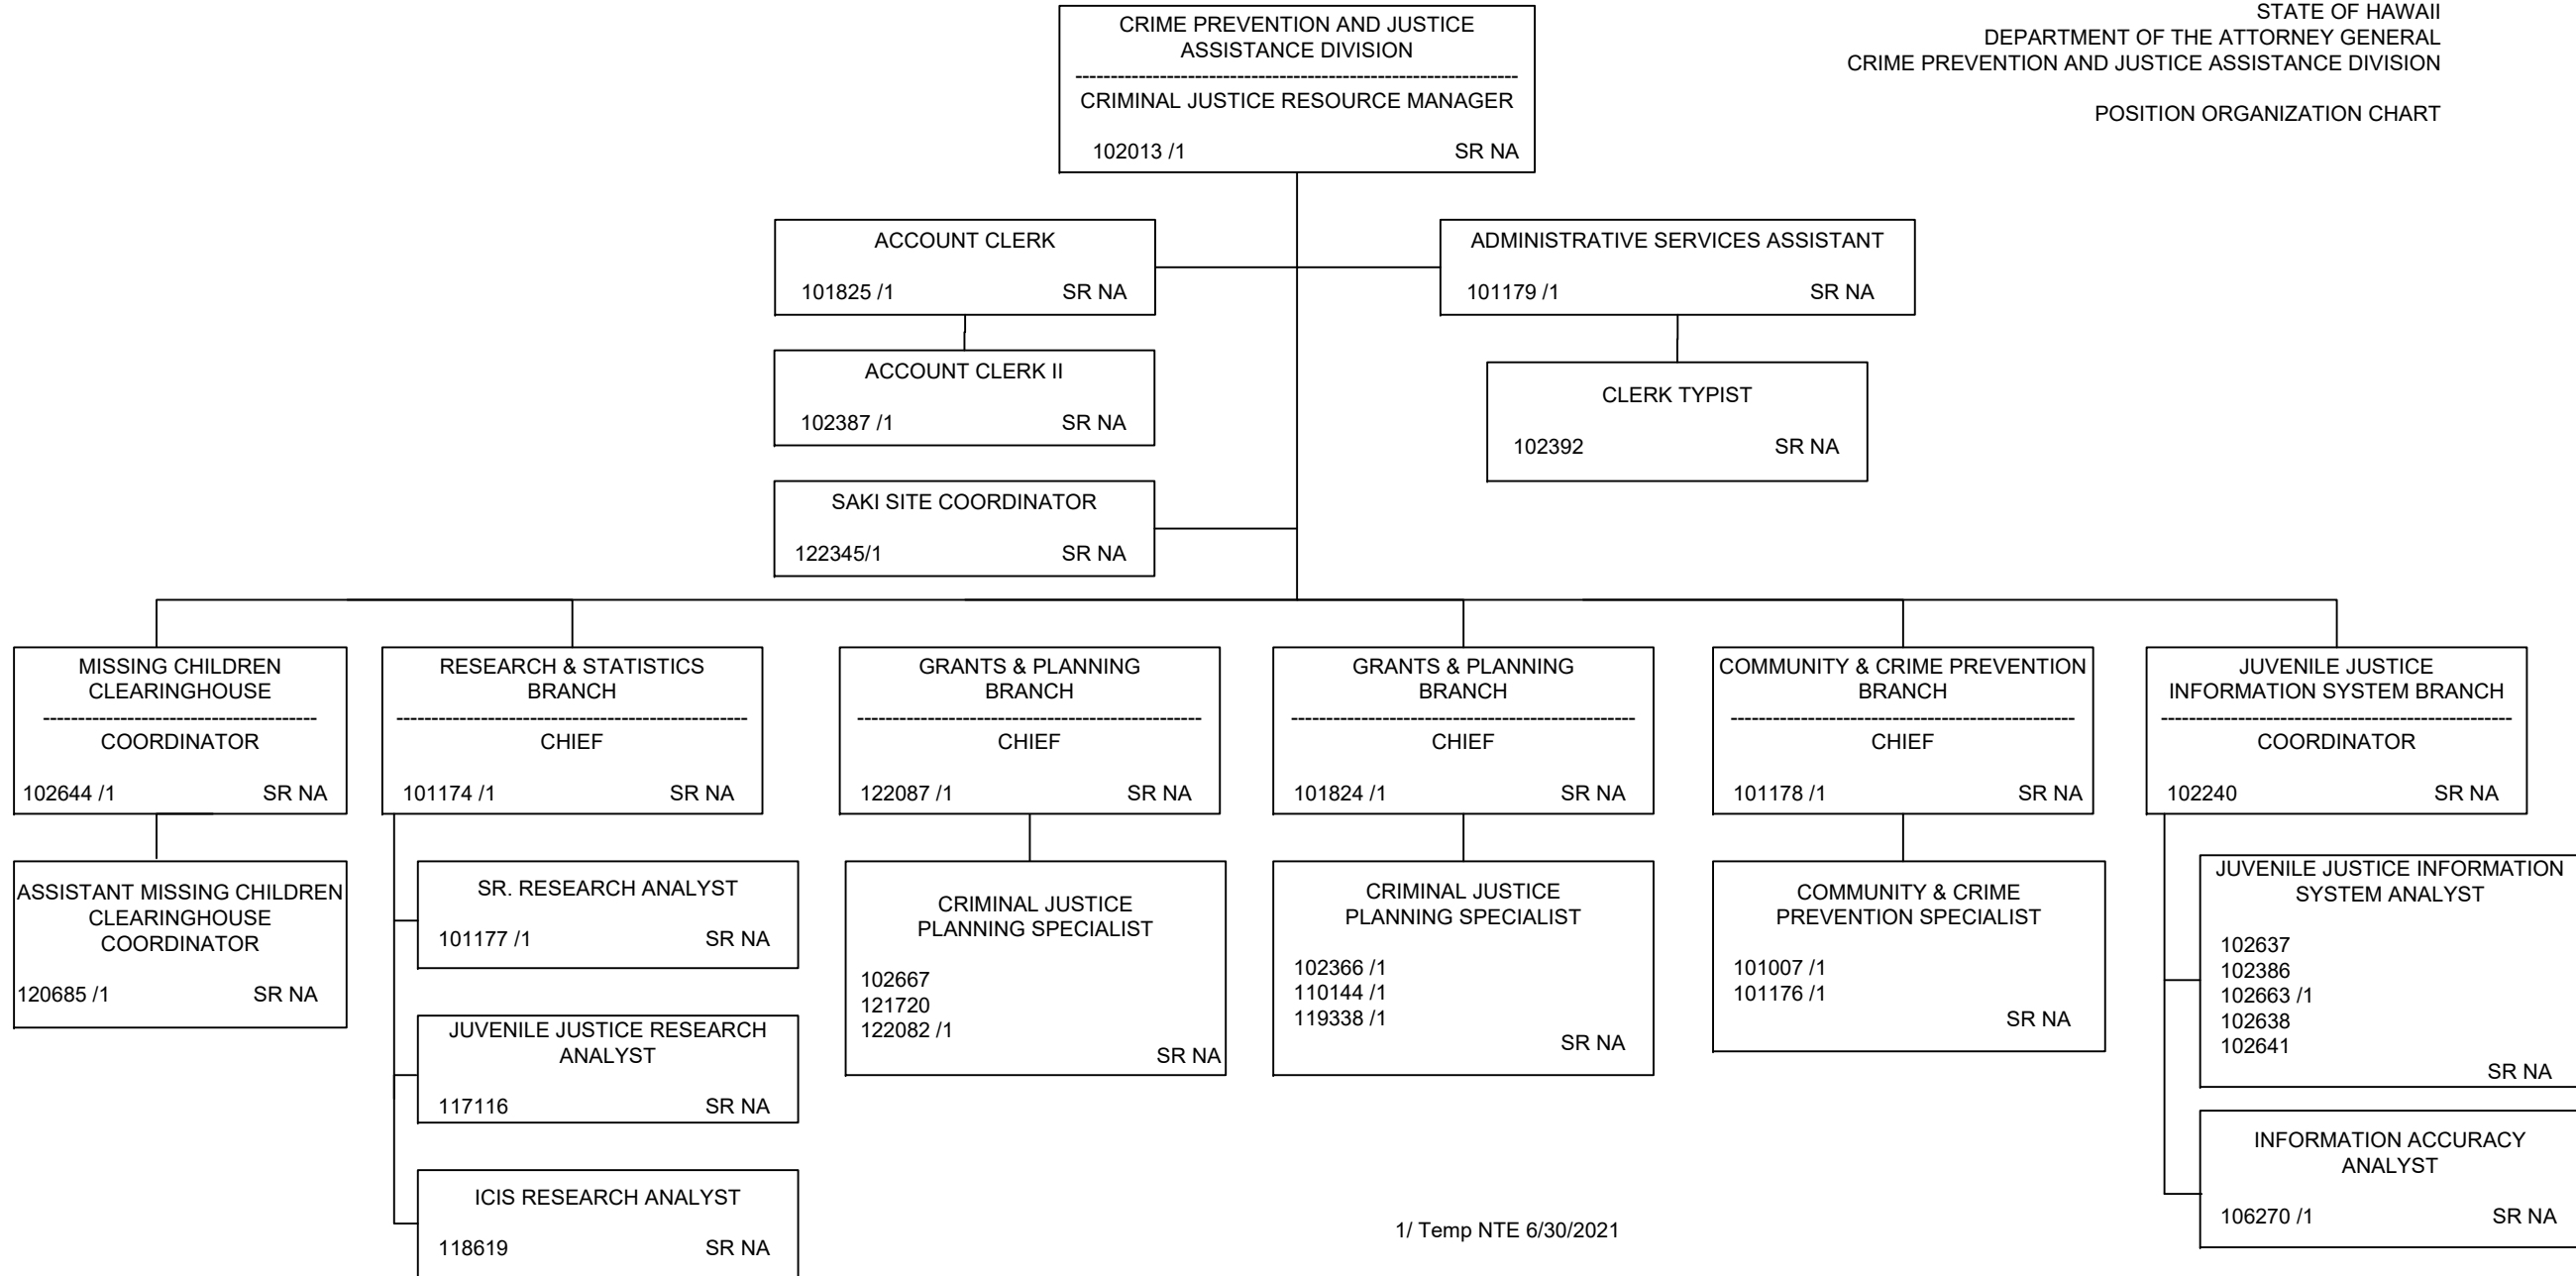 CRIME PREVENTION AND JUSTICE
ASSISTANCE DIVISION
----------------------------------------------------------------
CRIMINAL JUSTICE RESOURCE MANAGER
102013 /1 SR NA
STATE OF HAWAII
DEPARTMENT OF THE ATTORNEY GENERAL
CRIME PREVENTION AND JUSTICE ASSISTANCE DIVISION
POSITION ORGANIZATION CHART
ACCOUNT CLERK
101825 /1 SR NA
ADMINISTRATIVE SERVICES ASSISTANT
101179 /1 SR NA
ACCOUNT CLERK II
102387 /1 SR NA
CLERK TYPIST
102392 SR NA
SAKI SITE COORDINATOR
122345/1 SR NA
MISSING CHILDREN
CLEARINGHOUSE
---------------------------------------
COORDINATOR
102644 /1 SR NA
RESEARCH & STATISTICS
BRANCH
--------------------------------------------------
CHIEF
101174 /1 SR NA
GRANTS & PLANNING
BRANCH
-------------------------------------------------
CHIEF
122087 /1 SR NA
GRANTS & PLANNING
BRANCH
-------------------------------------------------
CHIEF
101824 /1 SR NA
COMMUNITY & CRIME PREVENTION
BRANCH
-------------------------------------------------
CHIEF
101178 /1 SR NA
JUVENILE JUSTICE
INFORMATION SYSTEM BRANCH
--------------------------------------------------
COORDINATOR
102240 SR NA
ASSISTANT MISSING CHILDREN
CLEARINGHOUSE
COORDINATOR
120685 /1 SR NA
SR. RESEARCH ANALYST
101177 /1 SR NA
JUVENILE JUSTICE RESEARCH
ANALYST
117116 SR NA
ICIS RESEARCH ANALYST
118619 SR NA
CRIMINAL JUSTICE
PLANNING SPECIALIST
102667
121720
122082 /1
SR NA
CRIMINAL JUSTICE
PLANNING SPECIALIST
102366 /1
110144 /1
119338 /1
SR NA
COMMUNITY & CRIME
PREVENTION SPECIALIST
101007 /1
101176 /1
SR NA
JUVENILE JUSTICE INFORMATION
SYSTEM ANALYST
102637
102386
102663 /1
102638
102641
SR NA
INFORMATION ACCURACY
ANALYST
106270 /1 SR NA
1/ Temp NTE 6/30/2021